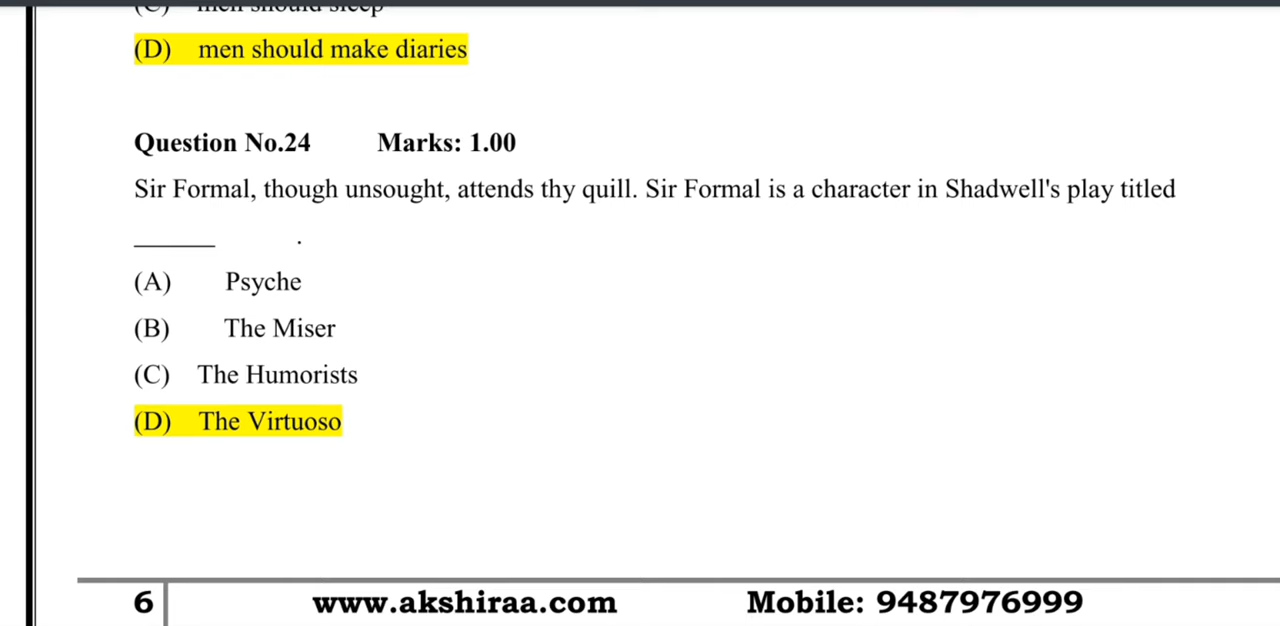 (D) men should make diaries
Question No.24 Marks: 1.00
Sir Formal, though unsought, attends thy quill. Sir Formal is a character in Shadwell's play titled
______ .
(A) Psyche
(B) The Miser
(C) The Humorists
(D) The Virtuoso
6 www.akshiraa.com Mobile: 9487976999